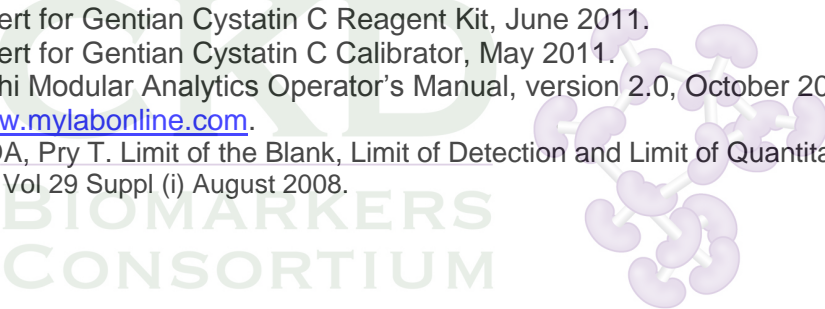 ert for Gentian Cystatin C Reagent Kit, June 2011.
ert for Gentian Cystatin C Calibrator, May 2011.
hi Modular Analytics Operator's Manual, version 2.0, October 20
w.mylabonline.com.
DA, Pry T. Limit of the Blank, Limit of Detection and Limit of Quantita
Vol 29 Suppl (i) August 2008.
CKD
BIOMARKERS
CONSORTIUM